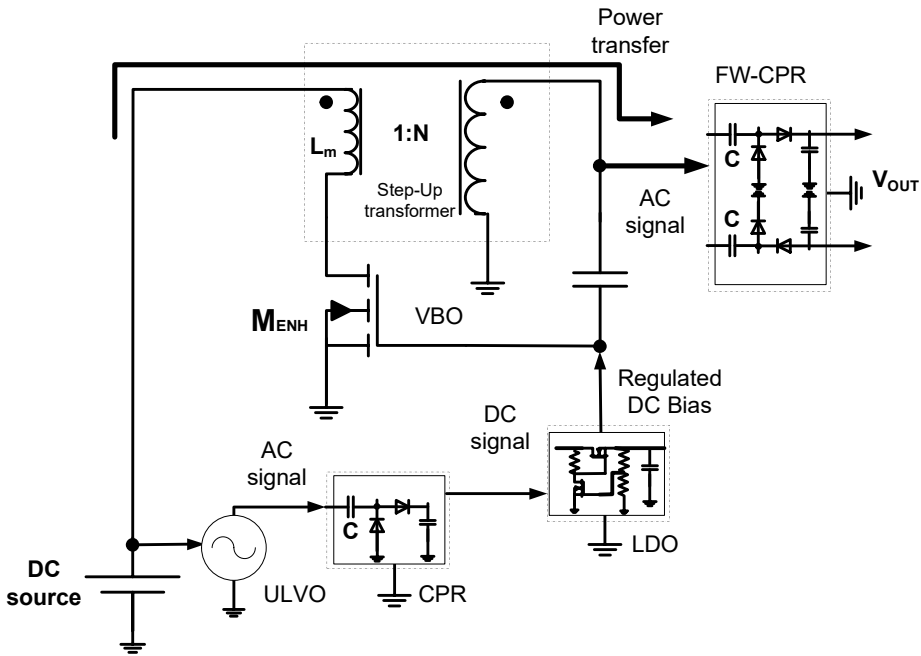 Power
transfer
FW-CPR
Lm
1:N
Step-Up
transformer
C
C
VOUT
AC
signal
MENH
VBO
Regulated
DC Bias
DC
signal
AC
signal
C
LDO
DC
source
ULVO
CPR